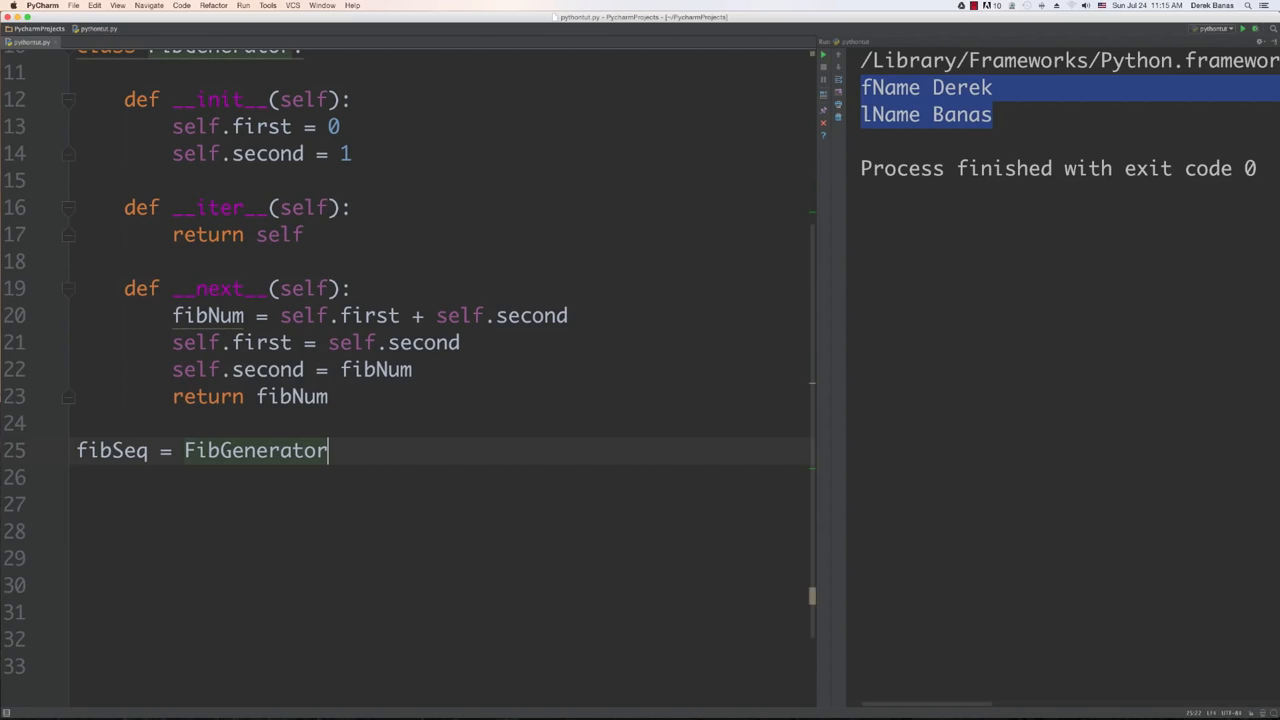 PyCharm File Edit View Navigate Code Refactor Run Tools VCS Window Help
10 Sun Jul 24 11:15 AM Derek Banas
pythontut.py - PycharmProjects - [~/PycharmProjects]
PycharmProjects pythontut.py pythontut
pythontut.py
Run: pythontut
class FibGenerator:
11
12 def __init__(self):
13 self.first = 0
14 self.second = 1
15
16 def __iter__(self):
17 return self
18
19 def __next__(self):
20 fibNum = self.first + self.second
21 self.first = self.second
22 self.second = fibNum
23 return fibNum
24
25 fibSeq = FibGenerator
26
27
28
29
30
31
32
33
/Library/Frameworks/Python.framewor
fName Derek
lName Banas
Process finished with exit code 0
25:22 LF÷ UTF-8÷